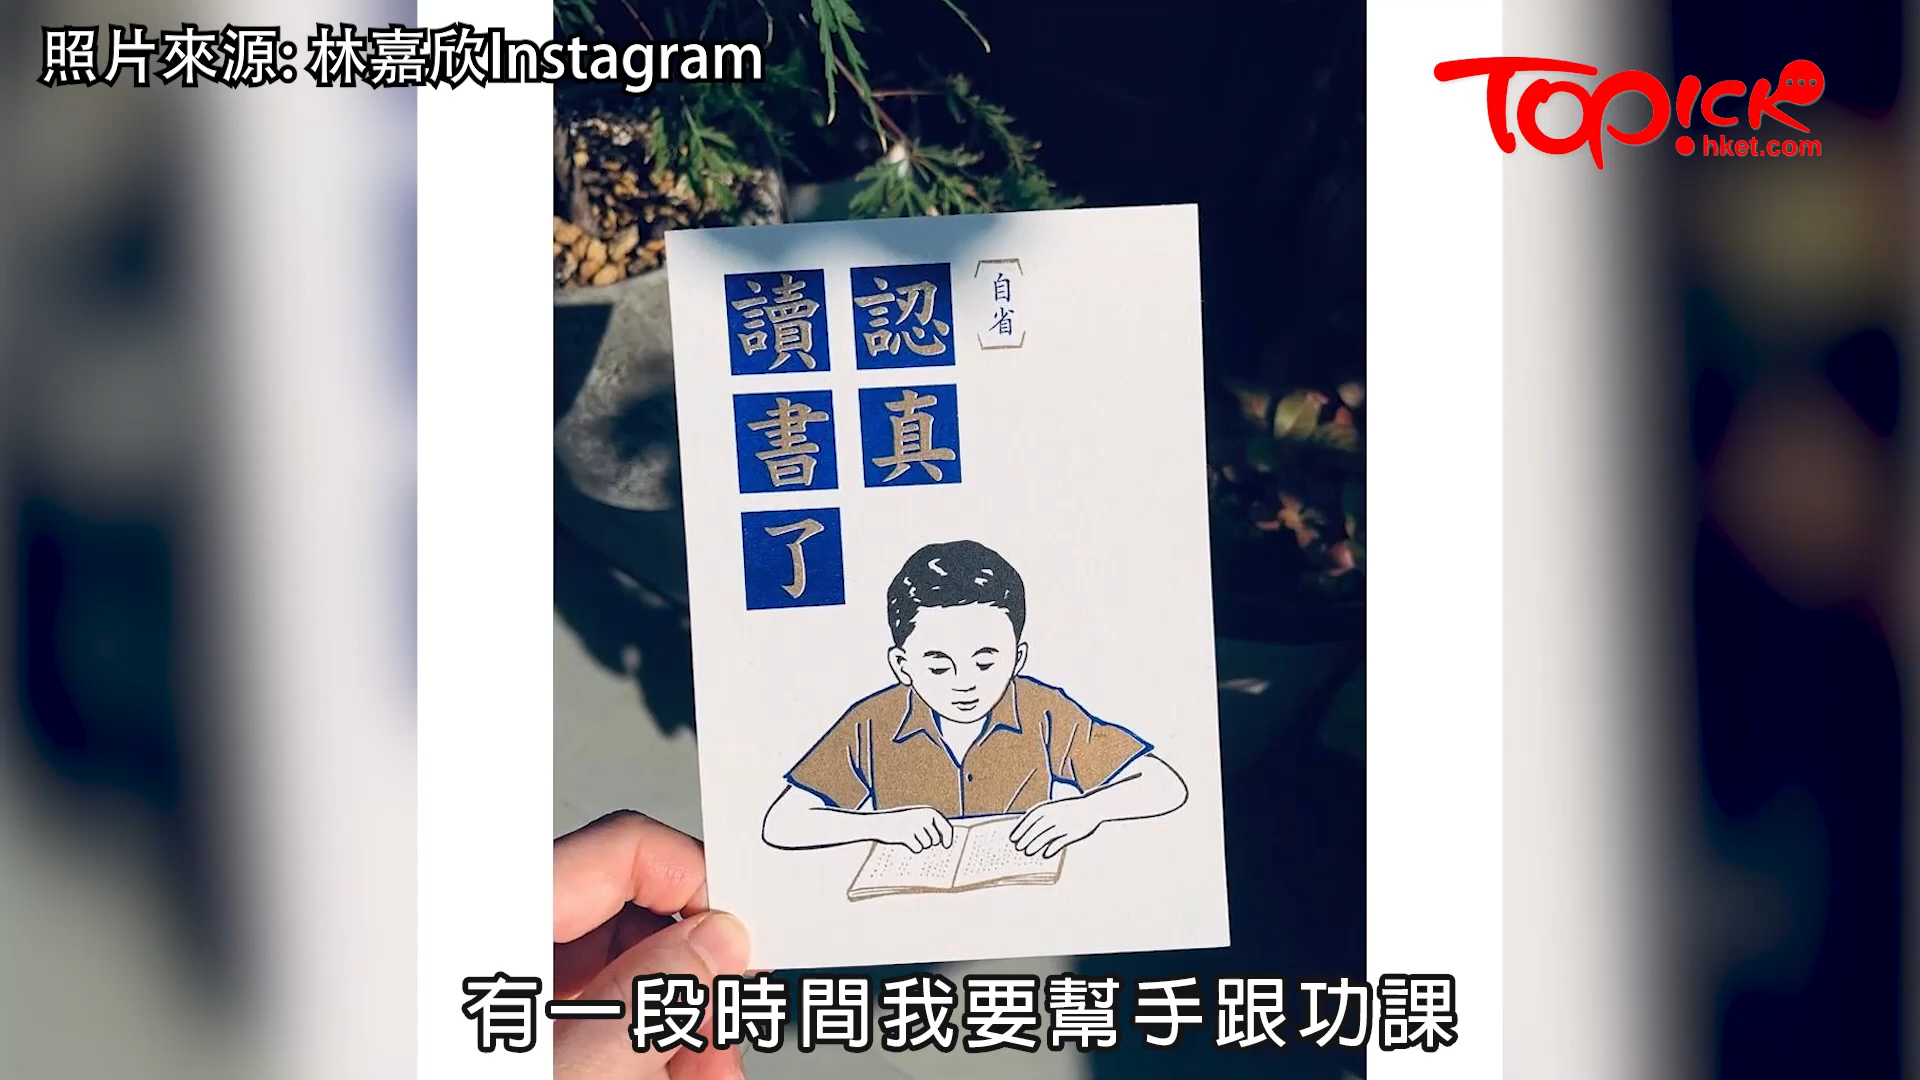 照片來源: 林嘉欣Instagram
TOPick
hket.com
自省
認真
讀書了
有一段時間我要幫手跟功課